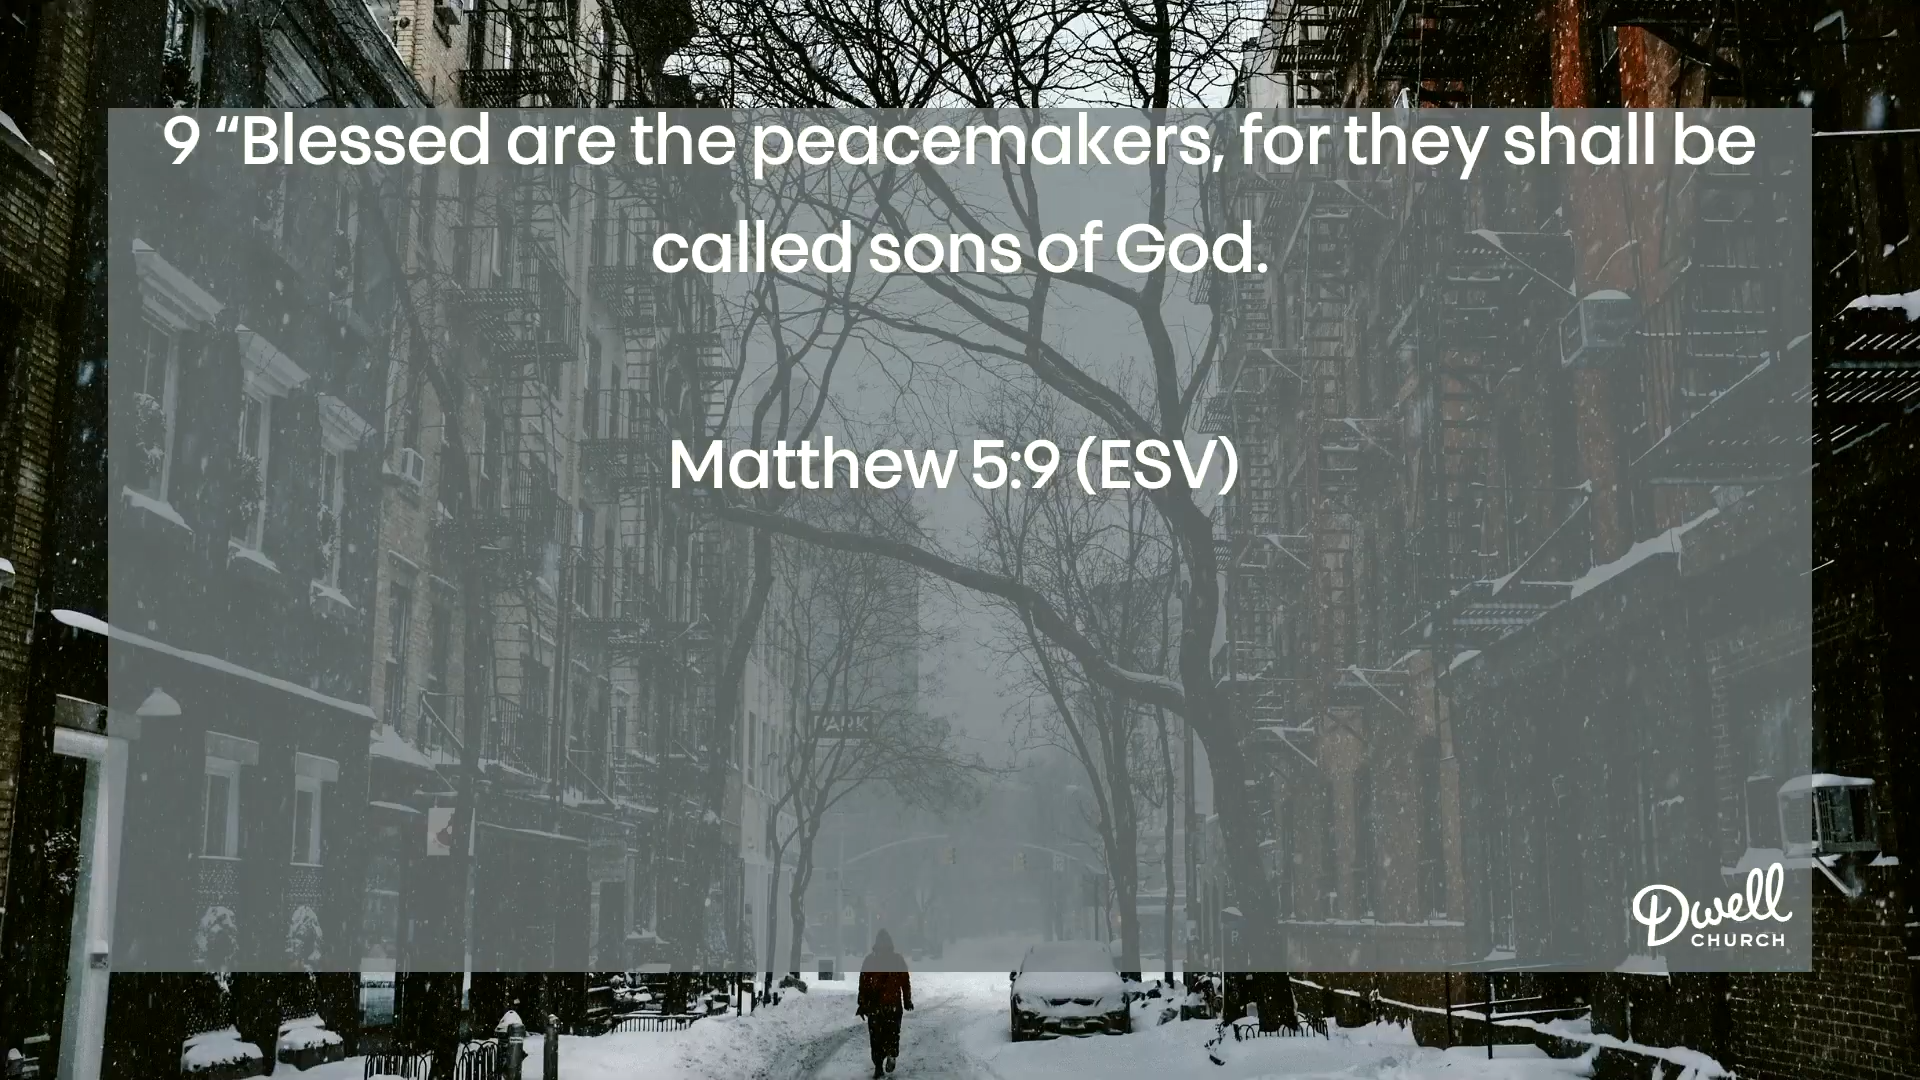 9 “Blessed are the peacemakers, for they shall be
called sons of God.
Matthew 5:9 (ESV)
PARK
Dwell
CHURCH